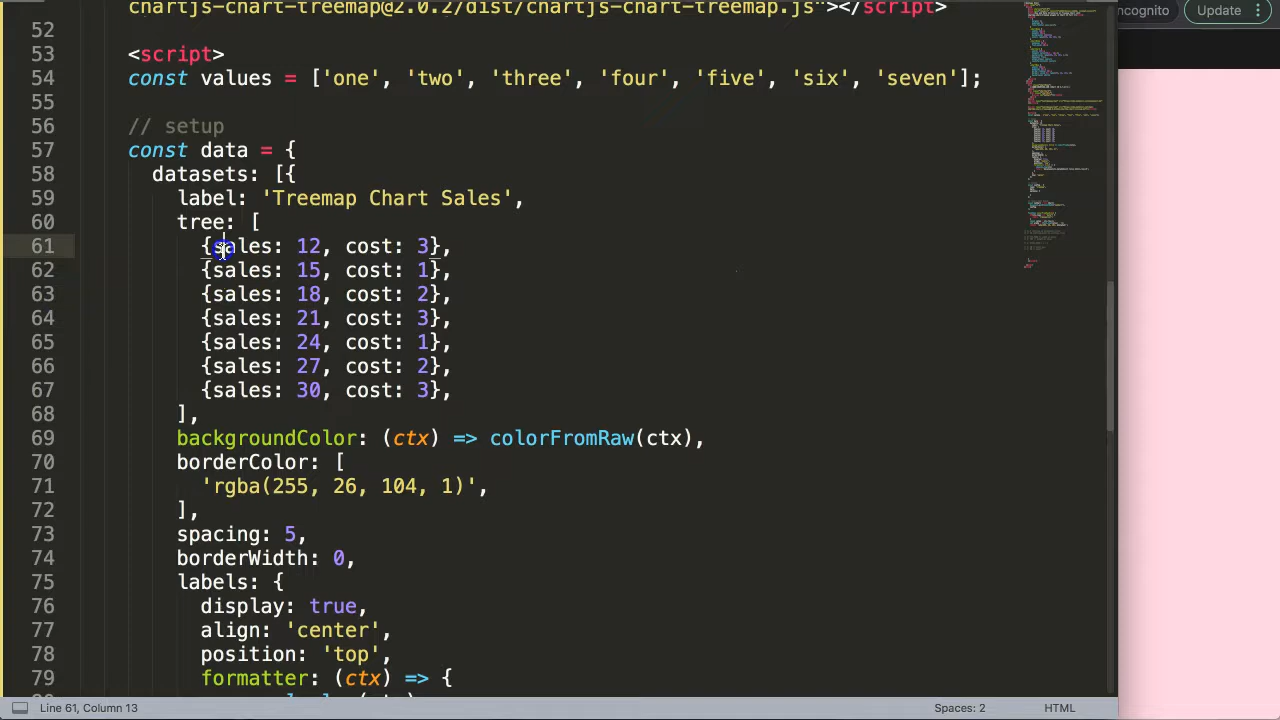 chartjs-chart-treemap@2.0.2/dist/chartjs-chart-treemap.js"></script>
52
53 <script>
54 const values = ['one', 'two', 'three', 'four', 'five', 'six', 'seven'];
55
56 // setup
57 const data = {
58 datasets: [{
59 label: 'Treemap Chart Sales',
60 tree: [
61 {sales: 12, cost: 3},
62 {sales: 15, cost: 1},
63 {sales: 18, cost: 2},
64 {sales: 21, cost: 3},
65 {sales: 24, cost: 1},
66 {sales: 27, cost: 2},
67 {sales: 30, cost: 3},
68 ],
69 backgroundColor: (ctx) => colorFromRaw(ctx),
70 borderColor: [
71 'rgba(255, 26, 104, 1)',
72 ],
73 spacing: 5,
74 borderWidth: 0,
75 labels: {
76 display: true,
77 align: 'center',
78 position: 'top',
79 formatter: (ctx) => {
Line 61, Column 13
Spaces: 2
HTML
Incognito
Update